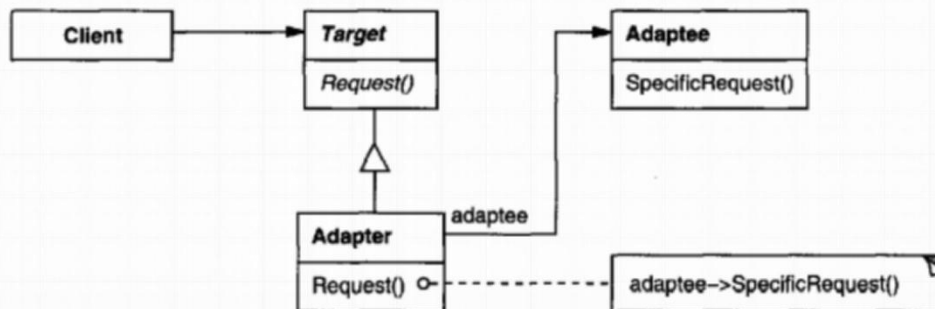 Client
Target
Request()
Adaptee
SpecificRequest()
adaptee
Adapter
Request()
adaptee->SpecificRequest()